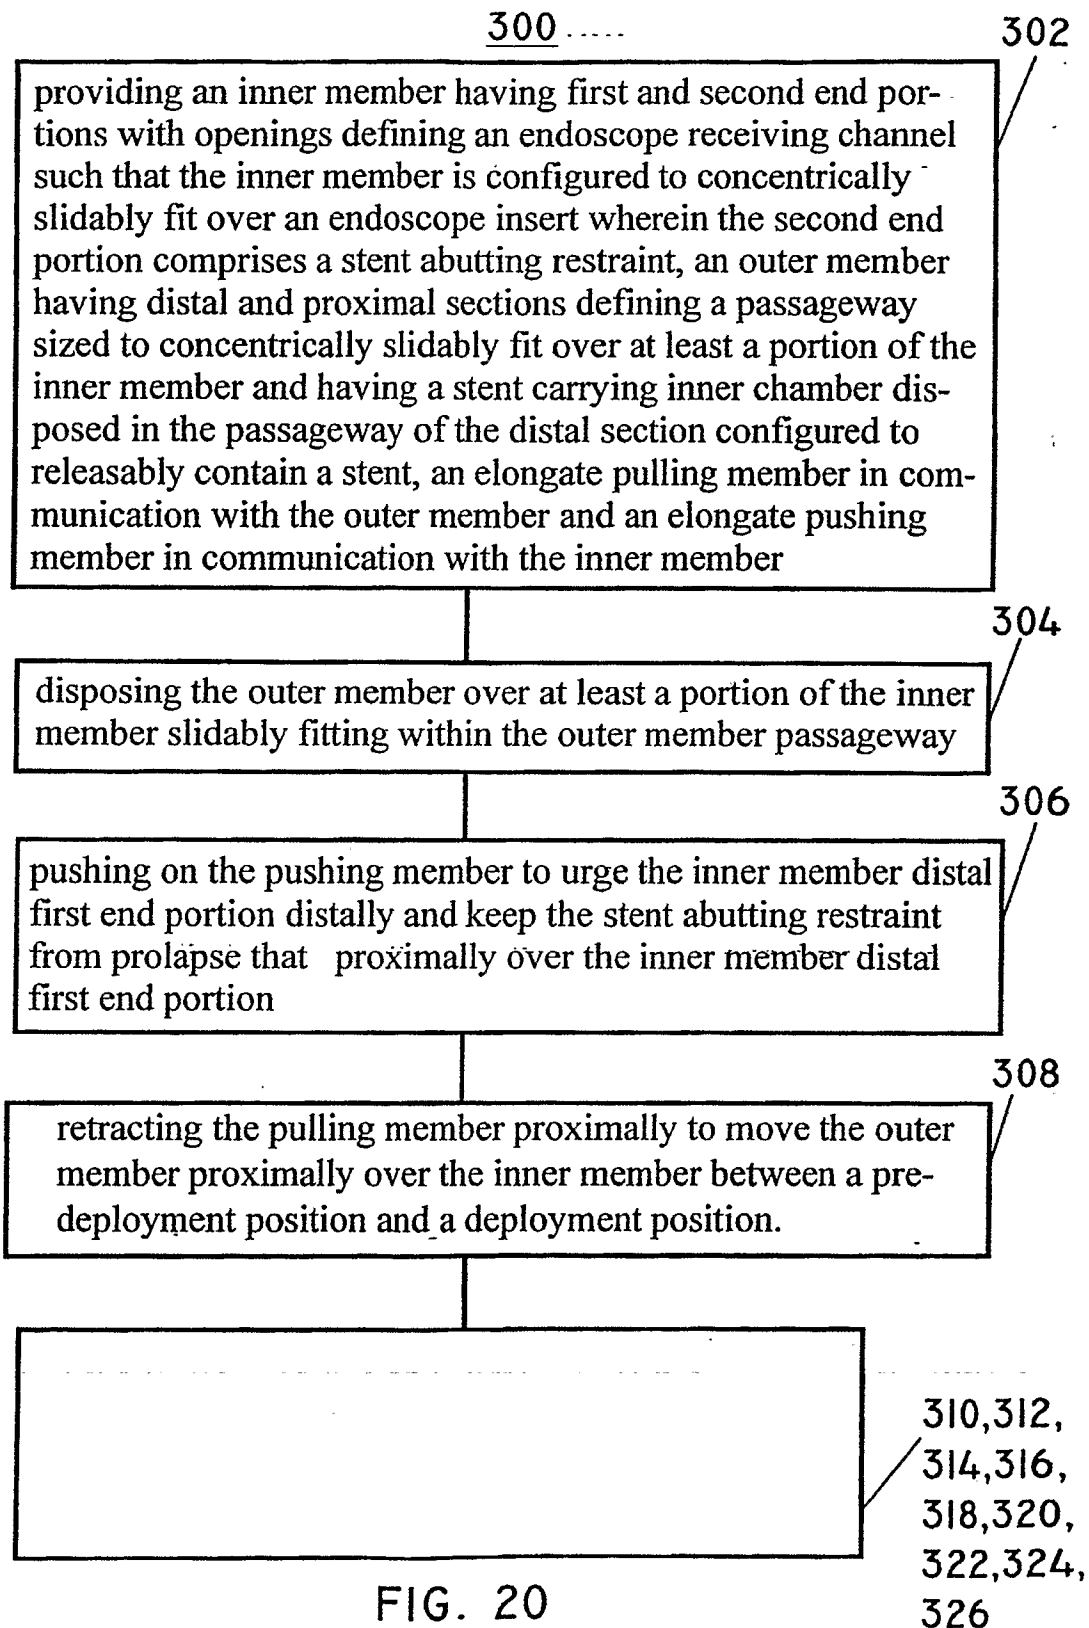 300
302
providing an inner member having first and second end por-
tions with openings defining an endoscope receiving channel
such that the inner member is configured to concentrically
slidably fit over an endoscope insert wherein the second end
portion comprises a stent abutting restraint, an outer member
having distal and proximal sections defining a passageway
sized to concentrically slidably fit over at least a portion of the
inner member and having a stent carrying inner chamber dis-
posed in the passageway of the distal section configured to
releasably contain a stent, an elongate pulling member in com-
munication with the outer member and an elongate pushing
member in communication with the inner member
304
disposing the outer member over at least a portion of the inner
member slidably fitting within the outer member passageway
306
pushing on the pushing member to urge the inner member distal
first end portion distally and keep the stent abutting restraint
from prolapse that proximally over the inner member distal
first end portion
308
retracting the pulling member proximally to move the outer
member proximally over the inner member between a pre-
deployment position and a deployment position.
310,312,
314,316,
318,320,
322,324,
326
FIG. 20